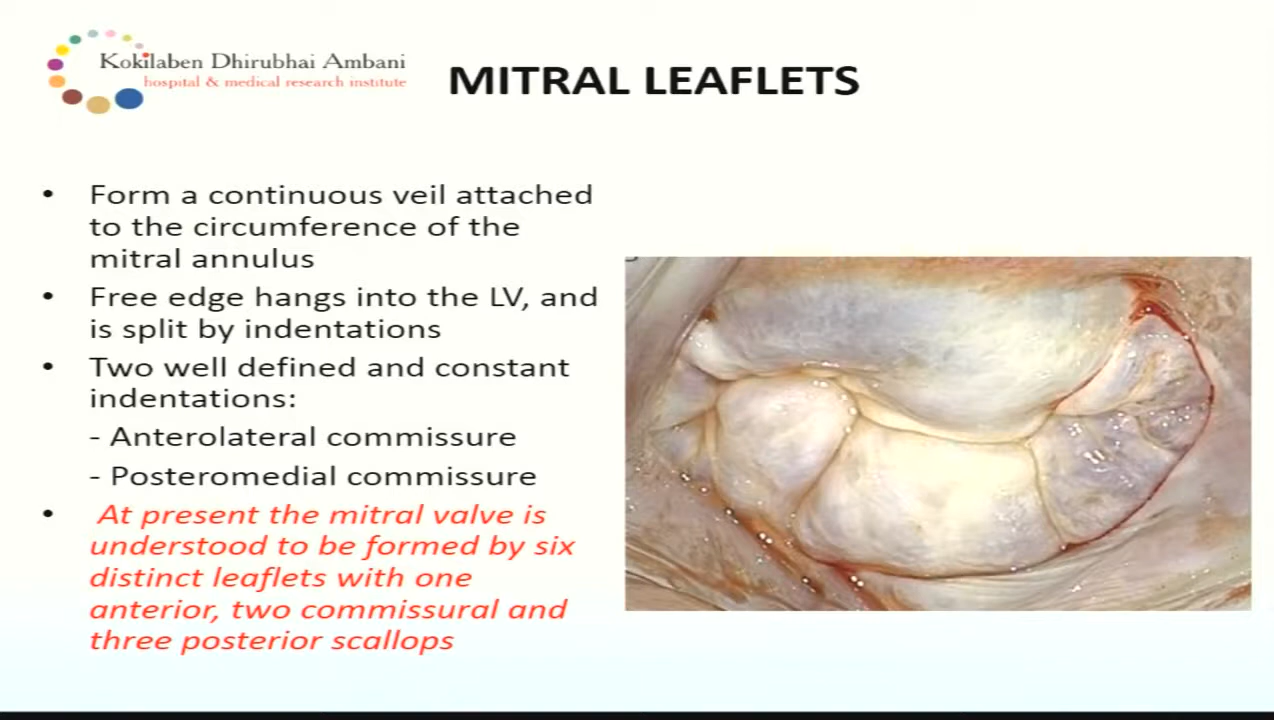 Kokilaben Dhirubhai Ambani
hospital & medical research institute
MITRAL LEAFLETS
• Form a continuous veil attached
to the circumference of the
mitral annulus
• Free edge hangs into the LV, and
is split by indentations
• Two well defined and constant
indentations:
- Anterolateral commissure
- Posteromedial commissure
• At present the mitral valve is
understood to be formed by six
distinct leaflets with one
anterior, two commissural and
three posterior scallops